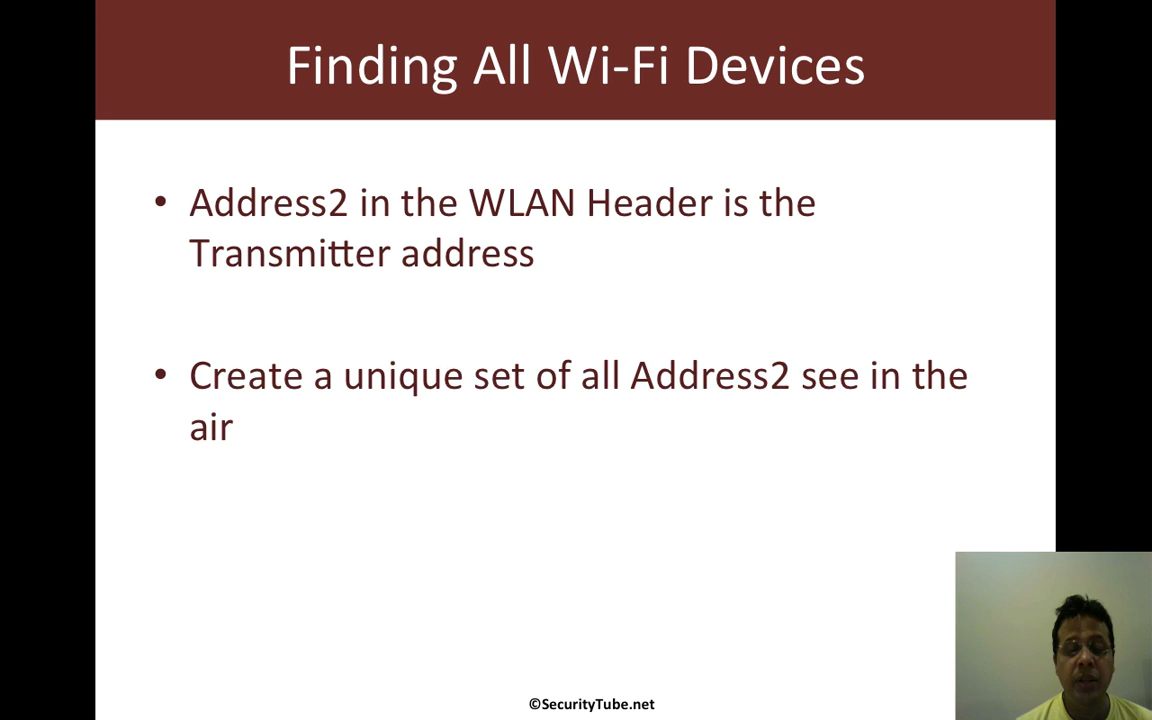 Finding All Wi-Fi Devices
• Address2 in the WLAN Header is the
Transmitter address
• Create a unique set of all Address2 see in the
air
©SecurityTube.net